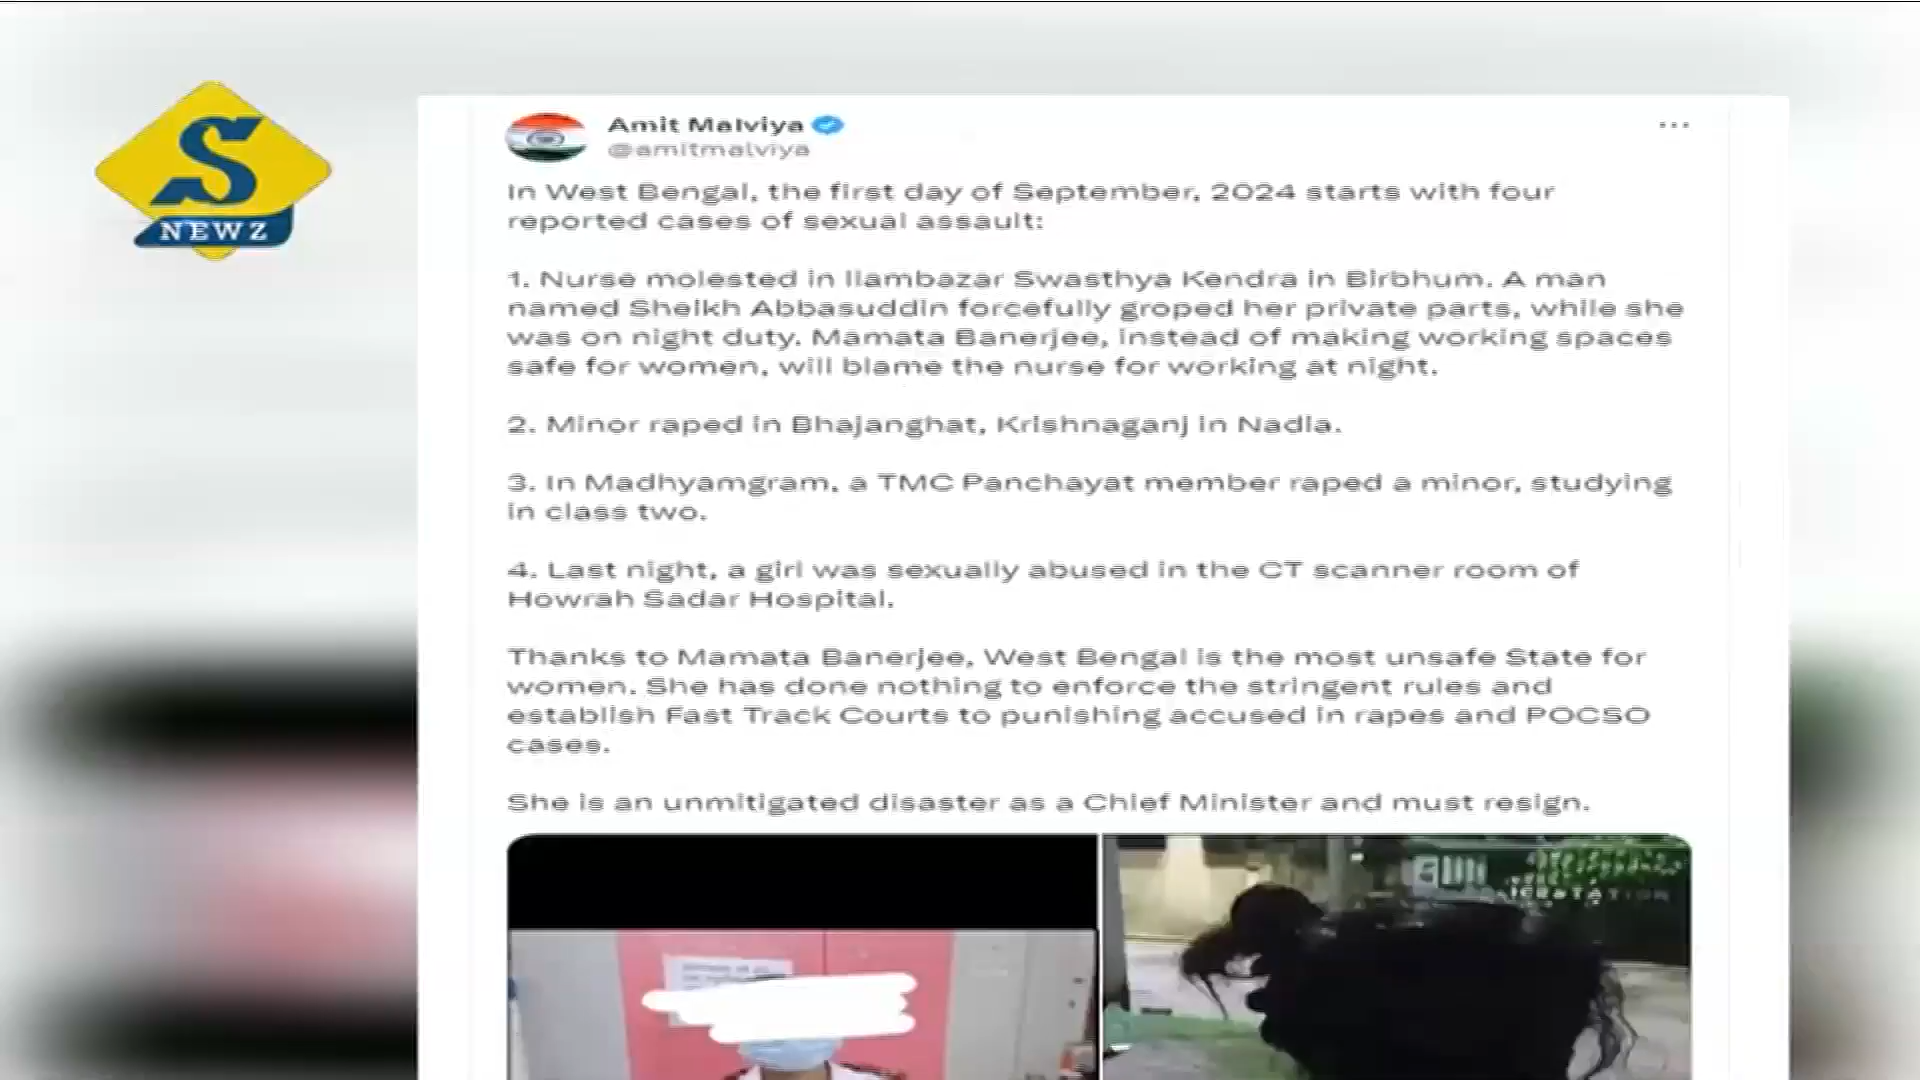 S
NEWZ
Amit Malviya
@amitmalviya
In West Bengal, the first day of September, 2024 starts with four
reported cases of sexual assault:
1. Nurse molested in Ilambazar Swasthya Kendra in Birbhum. A man
named Sheikh Abbasuddin forcefully groped her private parts, while she
was on night duty. Mamata Banerjee, instead of making working spaces
safe for women, will blame the nurse for working at night.
2. Minor raped in Bhajanghat, Krishnaganj in Nadia.
3. In Madhyamgram, a TMC Panchayat member raped a minor, studying
in class two.
4. Last night, a girl was sexually abused in the CT scanner room of
Howrah Sadar Hospital.
Thanks to Mamata Banerjee, West Bengal is the most unsafe State for
women. She has done nothing to enforce the stringent rules and
establish Fast Track Courts to punishing accused in rapes and POCSO
cases.
She is an unmitigated disaster as a Chief Minister and must resign.